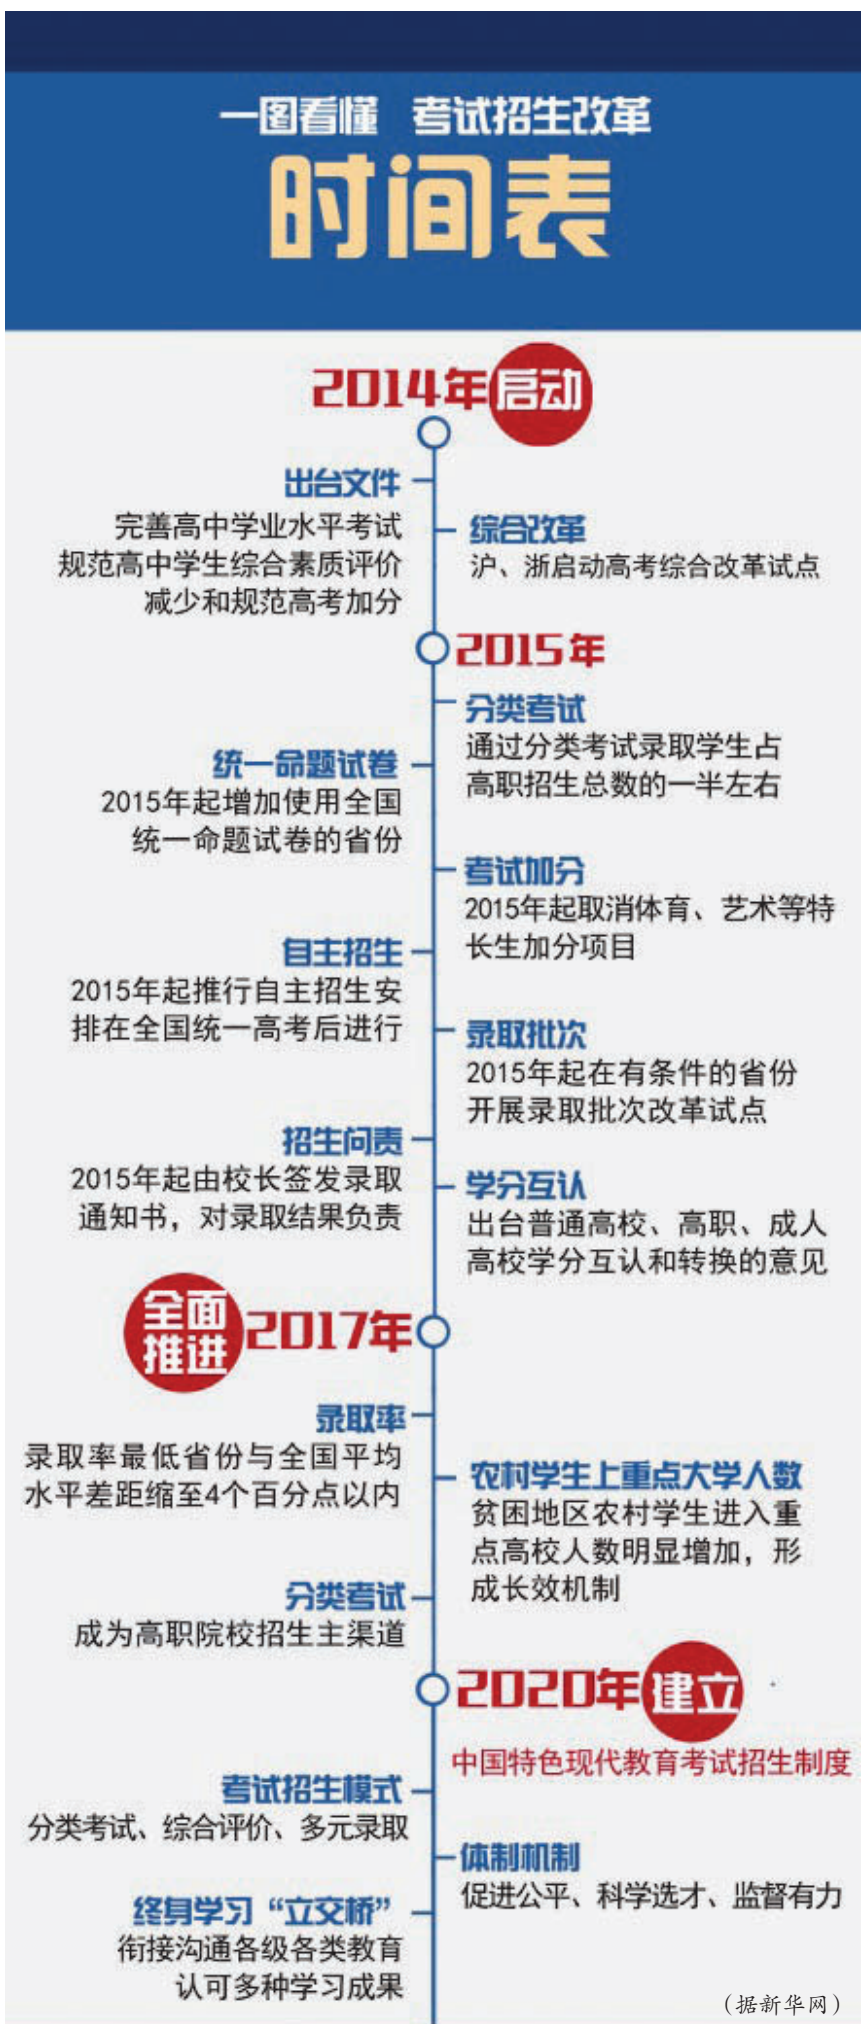 一图看懂 考试招生改革
时间表
2014年启动
出台文件
完善高中学业水平考试
规范高中学生综合素质评价
减少和规范高考加分
综合改革
沪、浙启动高考综合改革试点
2015年
分类考试
通过分类考试录取学生占
高职招生总数的一半左右
统一命题试卷
2015年起增加使用全国
统一命题试卷的省份
考试加分
2015年起取消体育、艺术等特
长生加分项目
自主招生
2015年起推行自主招生安
排在全国统一高考后进行
录取批次
2015年起在有条件的省份
开展录取批次改革试点
招生问责
2015年起由校长签发录取
通知书，对录取结果负责
学分互认
出台普通高校、高职、成人
高校学分互认和转换的意见
全面
推进
2017年
录取率
录取率最低省份与全国平均
水平差距缩至4个百分点以内
农村学生上重点大学人数
贫困地区农村学生进入重
点高校人数明显增加，形
成长效机制
分类考试
成为高职院校招生主渠道
2020年建立
中国特色现代教育考试招生制度
考试招生模式
分类考试、综合评价、多元录取
体制机制
促进公平、科学选才、监督有力
终身学习“立交桥”
衔接沟通各级各类教育
认可多种学习成果
（据新华网）